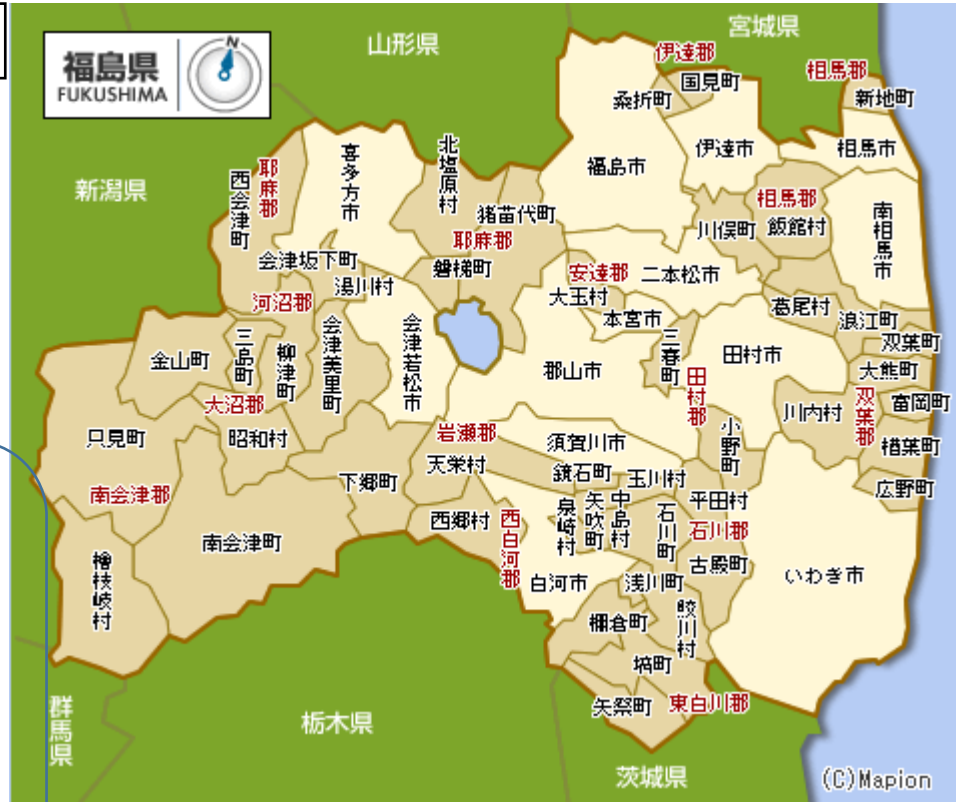 福島県
FUKUSHIMA
N
山形県
宮城県
新潟県
群馬県
栃木県
茨城県
伊達郡
国見町
桑折町
相馬郡
新地町
福島市
伊達市
相馬市
北塩原村
喜多方市
耶麻郡
西会津町
猪苗代町
耶麻郡
磐梯町
川俣町
相馬郡
飯館村
南相馬市
会津坂下町
湯川村
河沼郡
安達郡
大玉村
二本松市
本宮市
葛尾村
浪江町
双葉町
大熊町
双葉郡
富岡町
川内村
楢葉町
広野町
金山町
三島町
柳津町
会津美里町
会津若松市
郡山市
三春町
田村市
田村郡
小野町
大沼郡
昭和村
只見町
岩瀬郡
天栄村
須賀川市
鏡石町
玉川村
平田村
下郷町
南会津郡
南会津町
檜枝岐村
西郷村
西白河郡
泉崎村
矢吹町
中島村
石川町
石川郡
古殿町
いわき市
白河市
浅川町
鮫川村
棚倉町
塙町
矢祭町
東白川郡
(C)Mapion